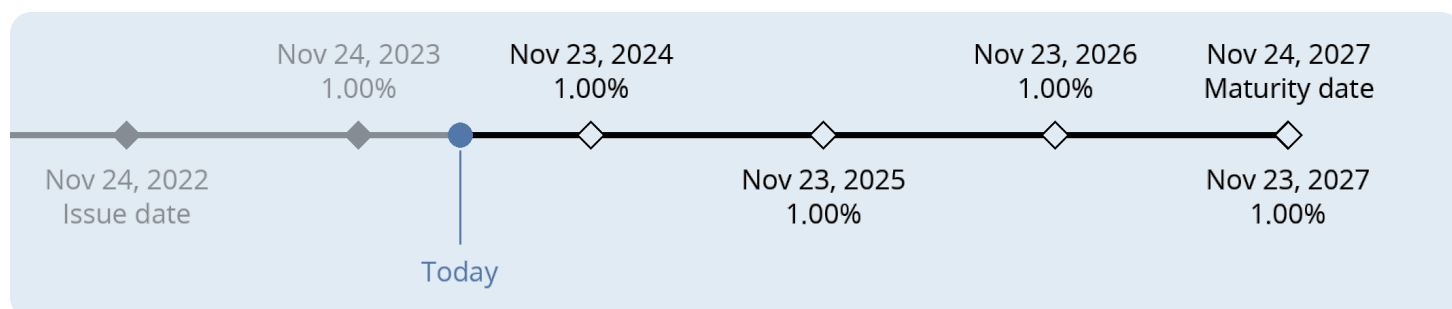 Nov 24, 2023
1.00%
Nov 23, 2024
1.00%
Nov 23, 2026
1.00%
Nov 24, 2027
Maturity date
Nov 24, 2022
Issue date
Nov 23, 2025
1.00%
Nov 23, 2027
1.00%
Today